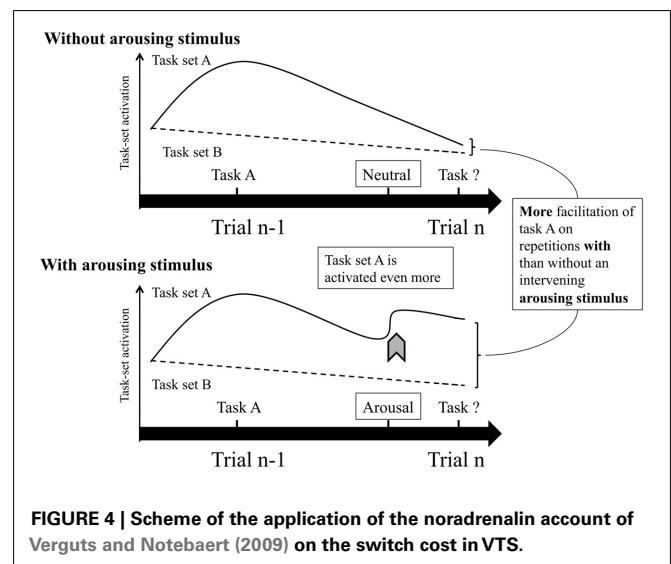 Without arousing stimulus
Task-set activation
Task set A
Task set B
Task A
Neutral
Task ?
Trial n-1
Trial n
More facilitation of
task A on
repetitions with
than without an
intervening
arousing stimulus
With arousing stimulus
Task set A is
activated even more
Task-set activation
Task set A
Task set B
Task A
Arousal
Task ?
Trial n-1
Trial n
FIGURE 4 | Scheme of the application of the noradrenalin account of
Verguts and Notebaert (2009) on the switch cost in VTS.